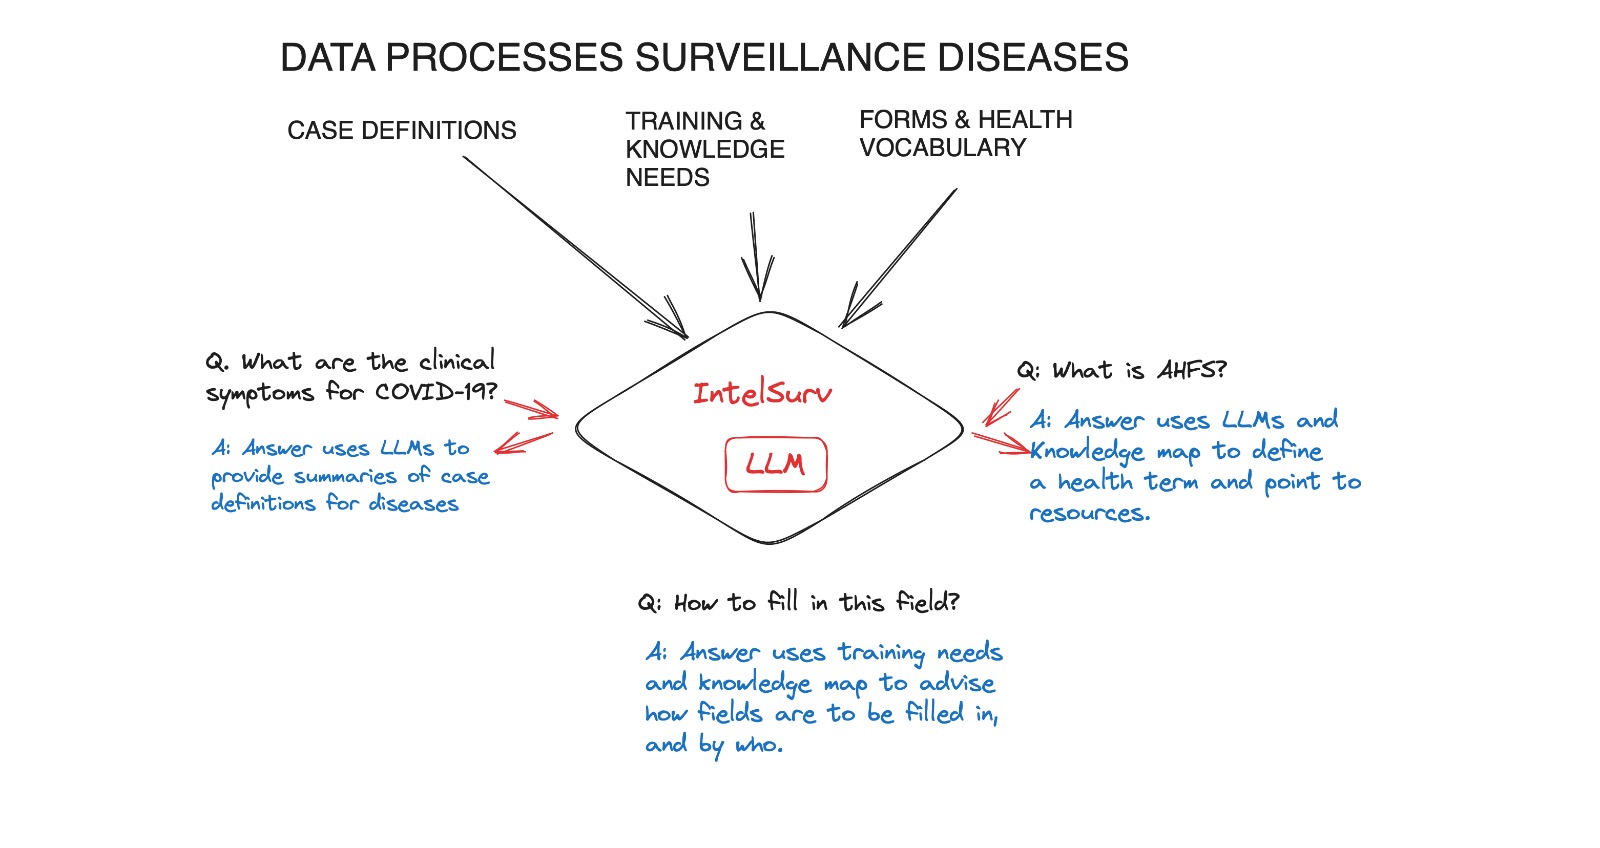 DATA PROCESSES SURVEILLANCE DISEASES
CASE DEFINITIONS
TRAINING &
KNOWLEDGE
NEEDS
FORMS & HEALTH
VOCABULARY
Q. What are the clinical
symptoms for COVID-19?
A: Answer uses LLMs to
provide summaries of case
definitions for diseases
IntelSurv
LLM
Q: What is AHFS?
A: Answer uses LLMs and
Knowledge map to define
a health term and point to
resources.
Q: How to fill in this field?
A: Answer uses training needs
and knowledge map to advise
how fields are to be filled in,
and by who.